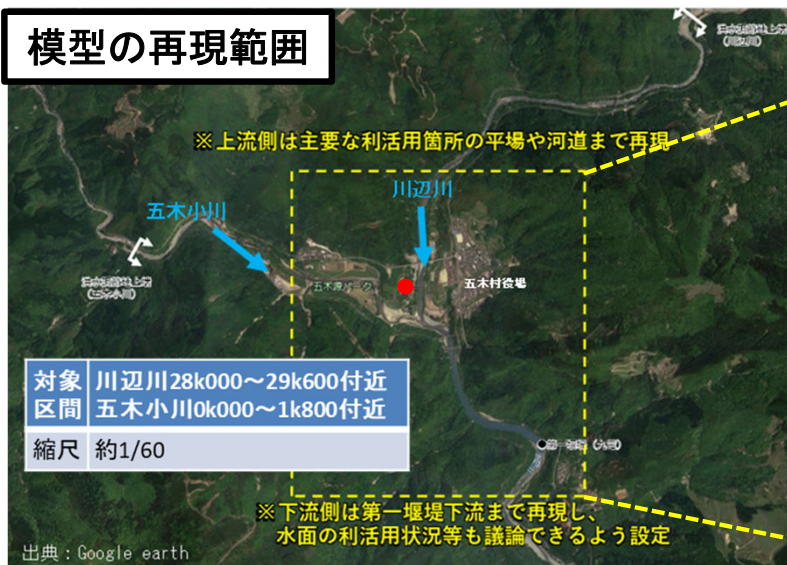 模型の再現範囲
※上流側は主要な利活用箇所の平場や河道まで再現
川辺川
五木小川
五木源パーク
五木村役場
対象区間
川辺川28k000～29k600付近
五木小川0k000～1k800付近
縮尺 約1/60
※下流側は第一堰堤下流まで再現し、
水面の利活用状況等も議論できるよう設定
出典：Google earth